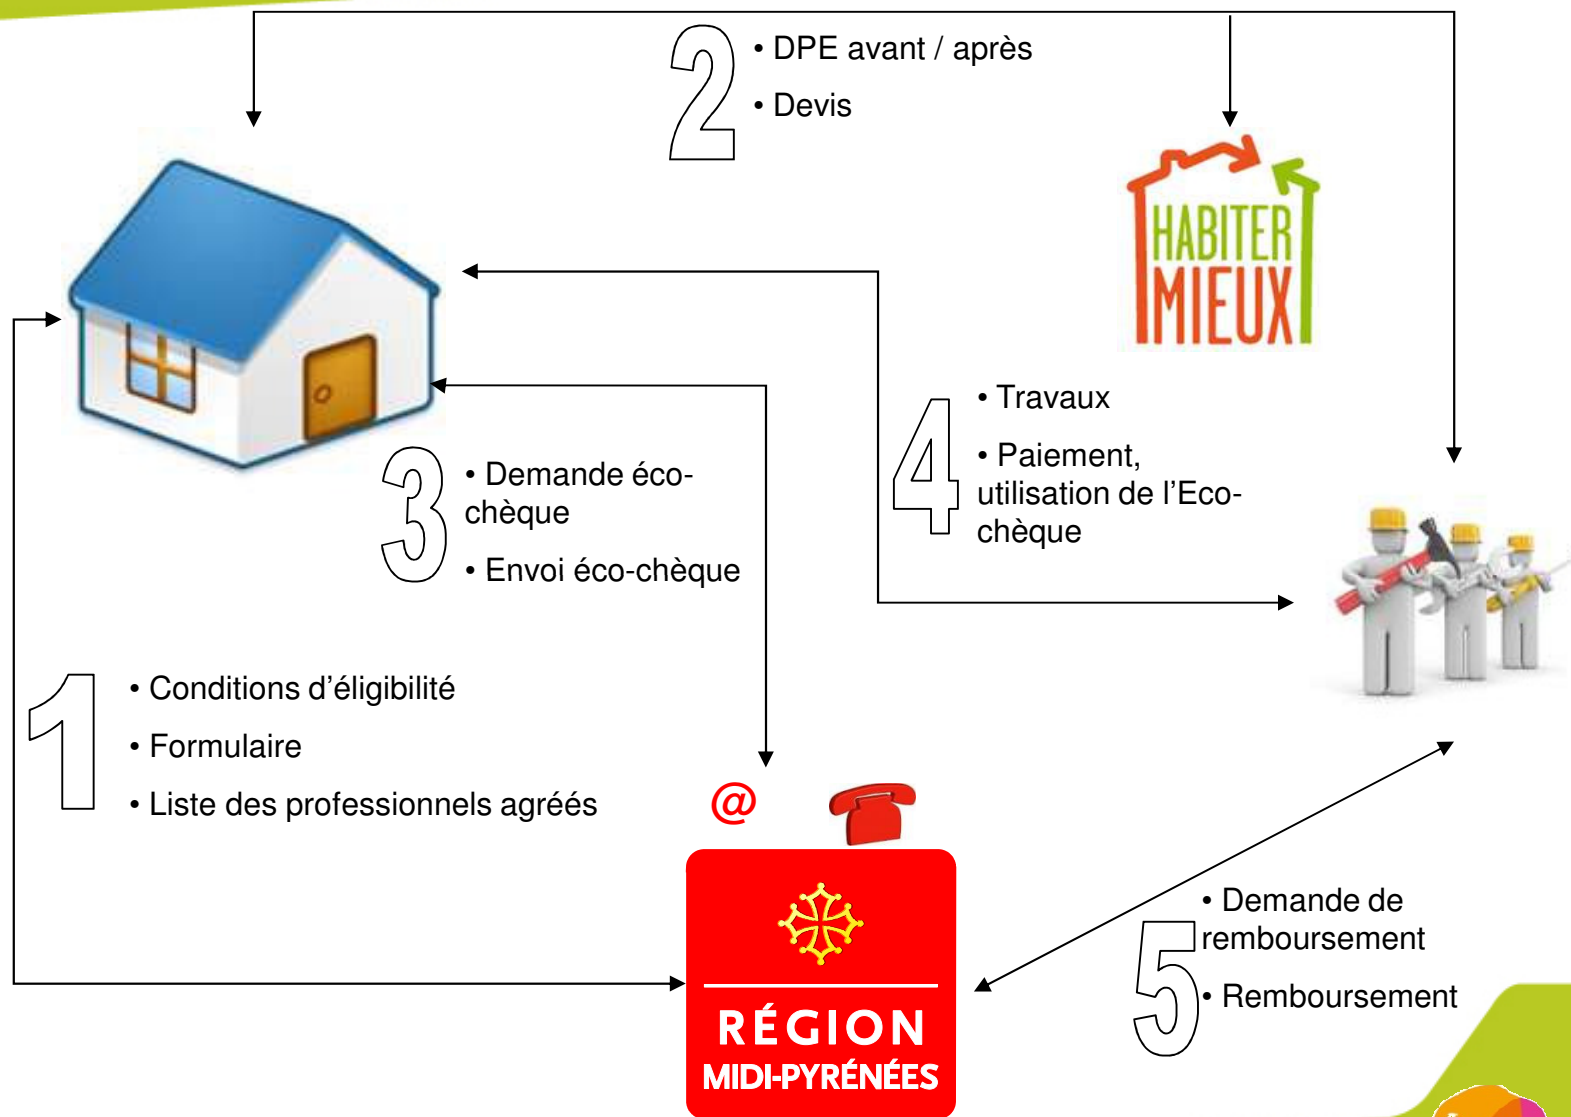 2
• DPE avant / après
• Devis
HABITER
MIEUX
3
• Demande éco-
chèque
• Envoi éco-chèque
4
• Travaux
• Paiement,
utilisation de l’Eco-
chèque
1
• Conditions d’éligibilité
• Formulaire
• Liste des professionnels agréés
@
RÉGION
MIDI-PYRÉNÉES
5
• Demande de
remboursement
• Remboursement